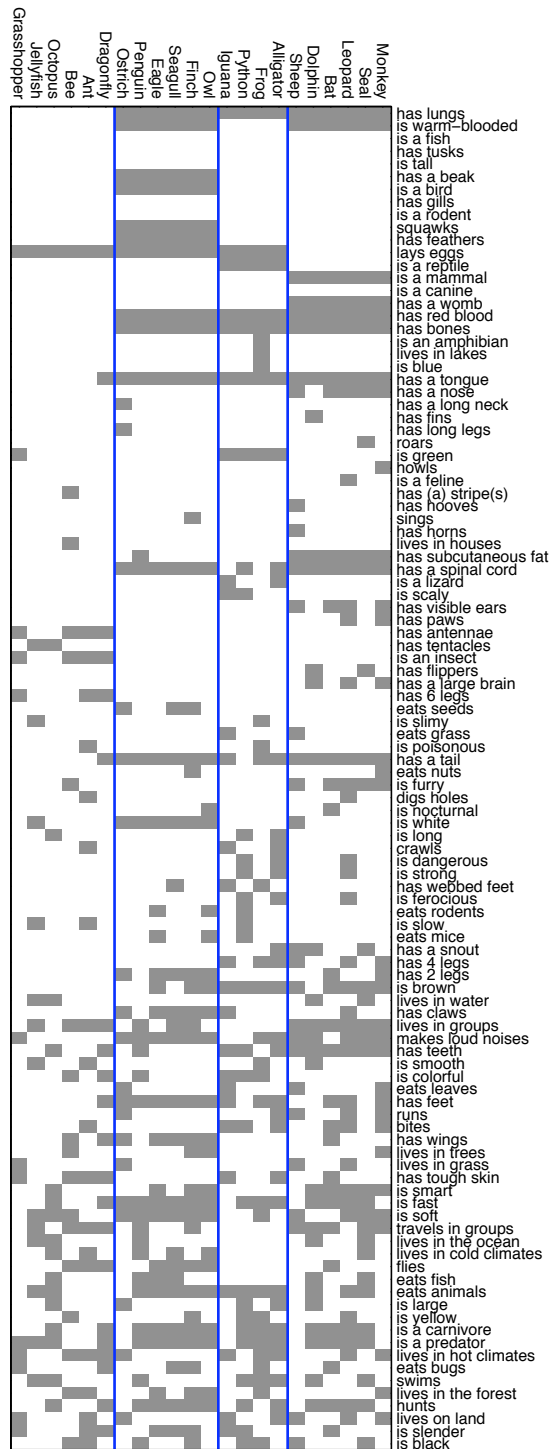 Grasshopper
Jellyfish
Octopus
Bee
Ant
Dragonfly
Ostrich
Penguin
Eagle
Seagull
Finch
Owl
Iguana
Python
Frog
Alligator
Sheep
Dolphin
Bat
Leopard
Seal
Monkey
has lungs
is warm−blooded
is a fish
has tusks
is tall
has a beak
is a bird
has gills
is a rodent
squawks
has feathers
lays eggs
is a reptile
is a mammal
is a canine
has a womb
has red blood
has bones
is an amphibian
lives in lakes
is blue
has a tongue
has a nose
has a long neck
has fins
has long legs
roars
is green
howls
is a feline
has (a) stripe(s)
has hooves
sings
has horns
lives in houses
has subcutaneous fat
has a spinal cord
is a lizard
is scaly
has visible ears
has paws
has antennae
has tentacles
is an insect
has flippers
has a large brain
has 6 legs
eats seeds
is slimy
eats grass
is poisonous
has a tail
eats nuts
is furry
digs holes
is nocturnal
is white
is long
crawls
is dangerous
is strong
has webbed feet
is ferocious
eats rodents
is slow
eats mice
has a snout
has 4 legs
has 2 legs
is brown
lives in water
has claws
lives in groups
makes loud noises
has teeth
is smooth
is colorful
eats leaves
has feet
runs
bites
has wings
lives in trees
lives in grass
has tough skin
is smart
is fast
is soft
travels in groups
lives in the ocean
lives in cold climates
flies
eats fish
eats animals
is large
is yellow
is a carnivore
is a predator
lives in hot climates
eats bugs
swims
lives in the forest
hunts
lives on land
is slender
is black